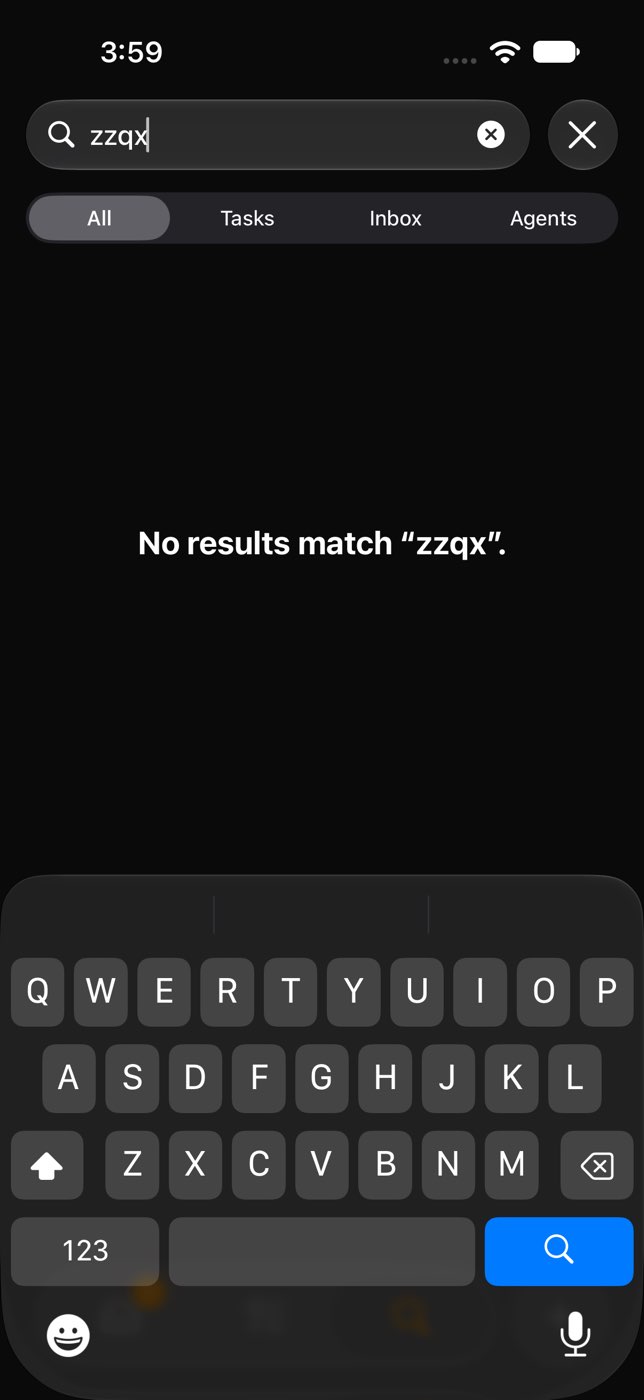 3:59
zzqx
All Tasks Inbox Agents
No results match “zzqx”.
Q W E R T Y U I O P
A S D F G H J K L
Z X C V B N M
123